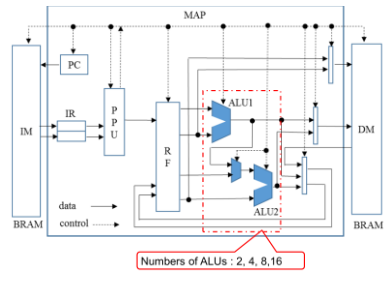 MAP
PC
IM
IR
P
P
U
R
F
ALU1
ALU2
DM
data
control
BRAM
BRAM
Numbers of ALUs : 2, 4, 8,16